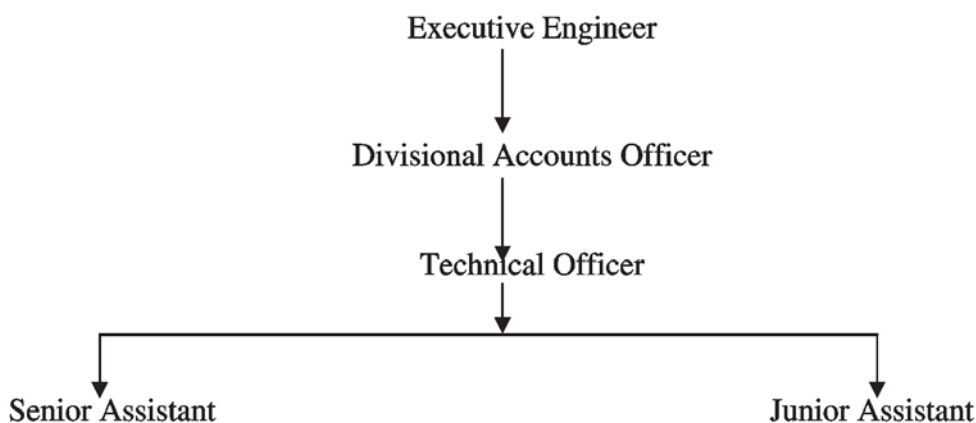 Executive Engineer
Divisional Accounts Officer
Technical Officer
Senior Assistant
Junior Assistant